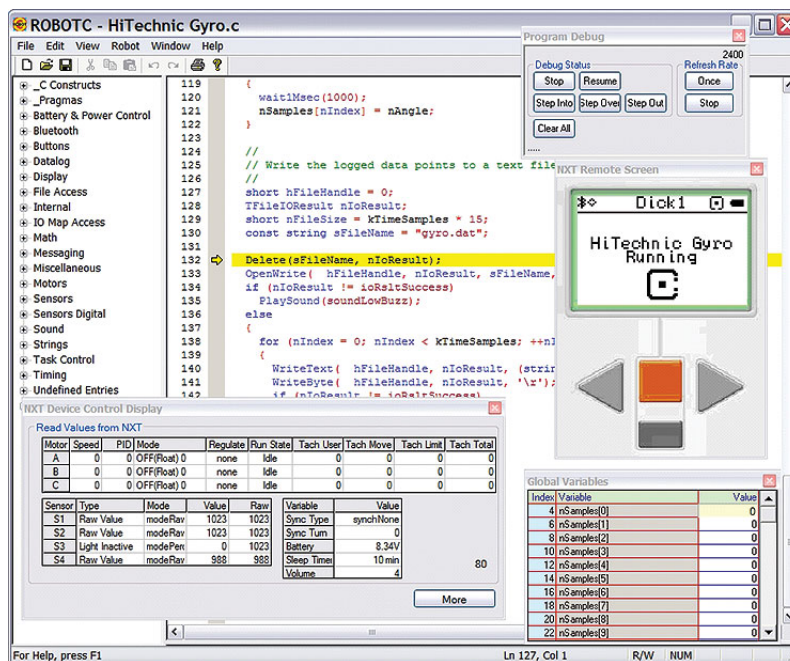 ROBOTC - HiTechnic Gyro.c
File Edit View Robot Window Help
_C Constructs
_Pragmas
Battery & Power Control
Bluetooth
Buttons
Datalog
Display
File Access
Internal
IO Map Access
Math
Messaging
Miscellaneous
Motors
Sensors
Sensors Digital
Sound
Strings
Task Control
Timing
Undefined Entries
119 {
120 wait1Msec(1000);
121 nSamples[nIndex] = nAngle;
122 }
123
124 //
125 // Write the logged data points to a text file
126 //
127 short hFileHandle = 0;
128 TFileIOResult nIoResult;
129 short nFileSize = kTimeSamples * 15;
130 const string sFileName = "gyro.dat";
131
132 Delete(sFileName, nIoResult);
133 OpenWrite( hFileHandle, nIoResult, sFileName,
134 if (nIoResult != ioRsltSuccess)
135 PlaySound(soundLowBuzz);
136 else
137 {
138 for (nIndex = 0; nIndex < kTimeSamples; ++nI
139 {
140 WriteText( hFileHandle, nIoResult, (string
141 WriteByte( hFileHandle, nIoResult, '\r');
142 if (nIoResult != ioRsltSuccess)
Program Debug
2400
Debug Status
Refresh Rate
Stop Resume
Once
Step Into Step Over Step Out
Stop
Clear All
.....
NXT Remote Screen
Dick1
HiTechnic Gyro
Running
NXT Device Control Display
Read Values from NXT
Motor Speed PID Mode Regulate Run State Tach User Tach Move Tach Limit Tach Total
A 0 0 OFF(Float) 0 none Idle 0 0 0 0
B 0 0 OFF(Float) 0 none Idle 0 0 0 0
C 0 0 OFF(Float) 0 none Idle 0 0 0 0
Sensor Type Mode Value Raw
S1 Raw Value modeRav 1023 1023
S2 Raw Value modeRav 1023 1023
S3 Light Inactive modePerc 0 1023
S4 Raw Value modeRav 988 988
Variable Value
Sync Type synchNone
Sync Turn 0
Battery 8.34V
Sleep Timer 10 min
Volume 4
80
More
Global Variables
Index Variable Value
4 nSamples[0] 0
6 nSamples[1] 0
8 nSamples[2] 0
10 nSamples[3] 0
12 nSamples[4] 0
14 nSamples[5] 0
16 nSamples[6] 0
18 nSamples[7] 0
20 nSamples[8] 0
22 nSamples[9] 0
For Help, press F1
Ln 127, Col 1 R/W NUM